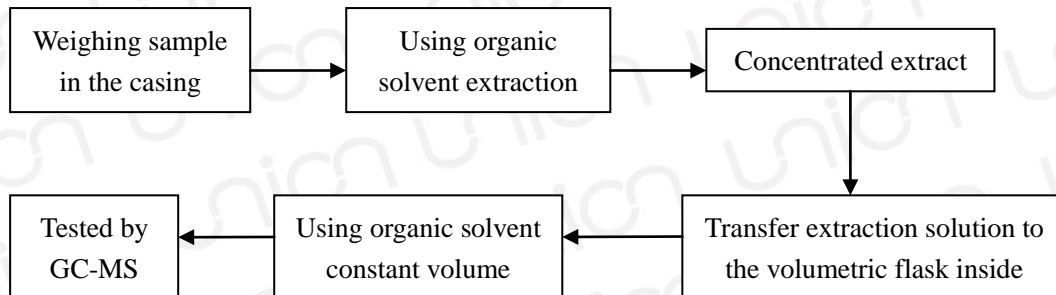 Weighing sample
in the casing
Using organic
solvent extraction
Concentrated extract
Transfer extraction solution to
the volumetric flask inside
Using organic solvent
constant volume
Tested by
GC-MS